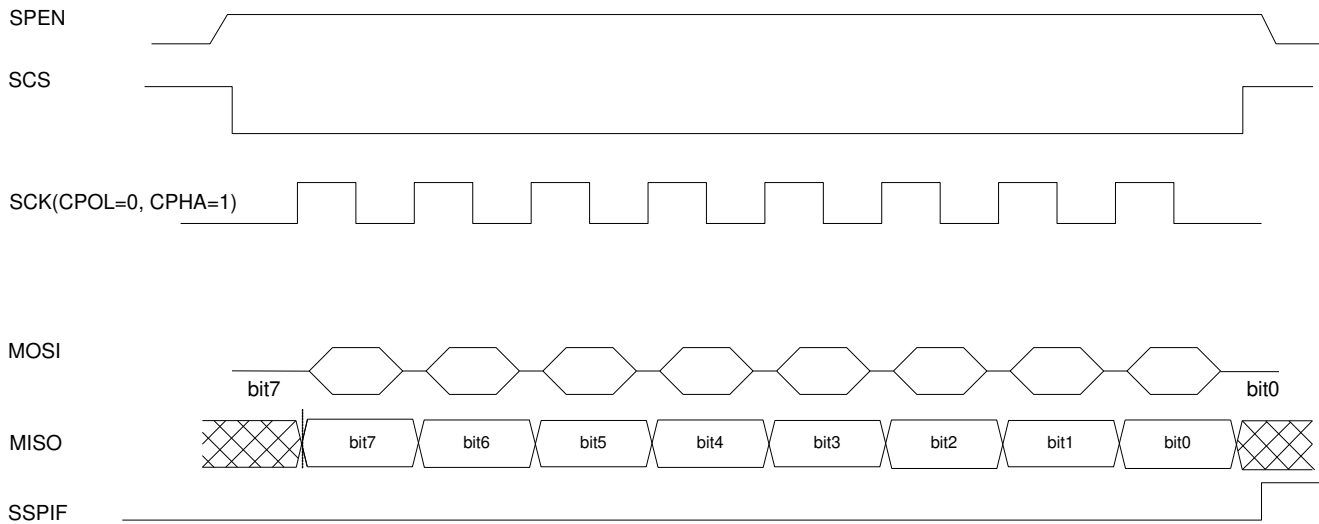 SPEN
SCS
SCK(CPOL=0, CPHA=1)
MOSI
bit7
bit0
MISO
bit7
bit6
bit5
bit4
bit3
bit2
bit1
bit0
SSPIF